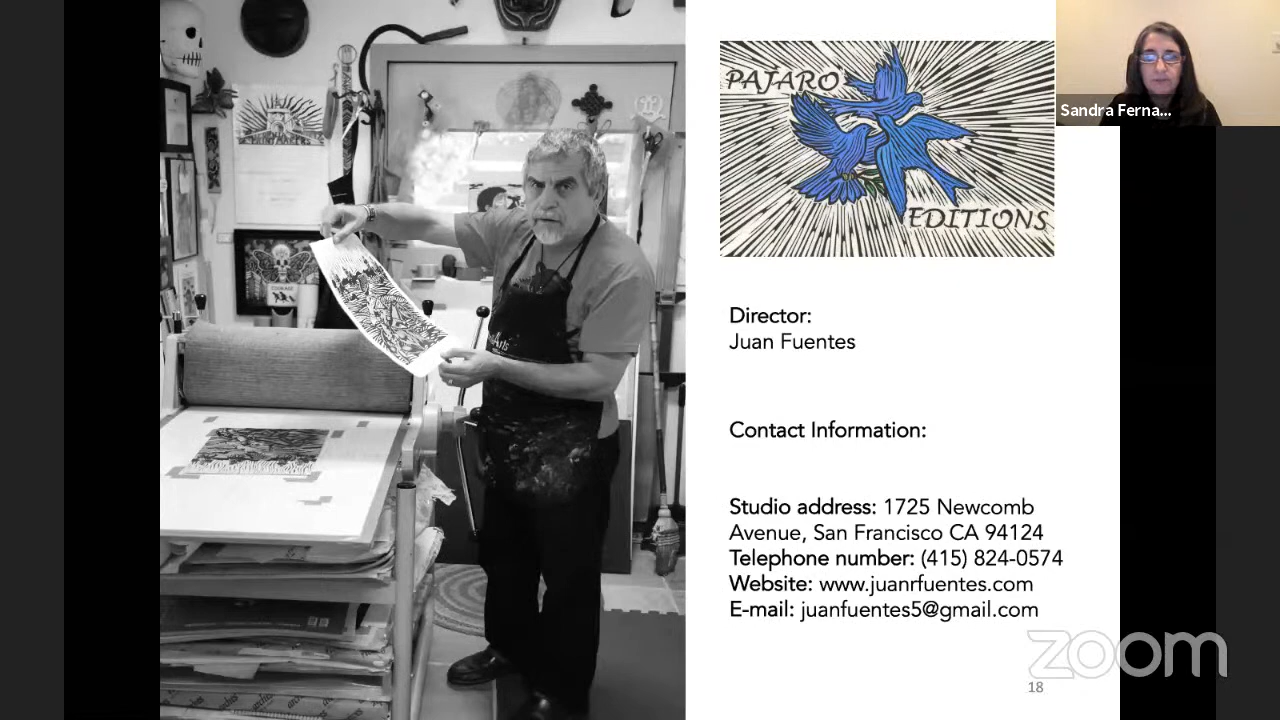 PAJARO
EDITIONS
Sandra Ferna...
Director:
Juan Fuentes
Contact Information:
Studio address: 1725 Newcomb
Avenue, San Francisco CA 94124
Telephone number: (415) 824-0574
Website: www.juanrfuentes.com
E-mail: juanfuentes5@gmail.com
zoom
18